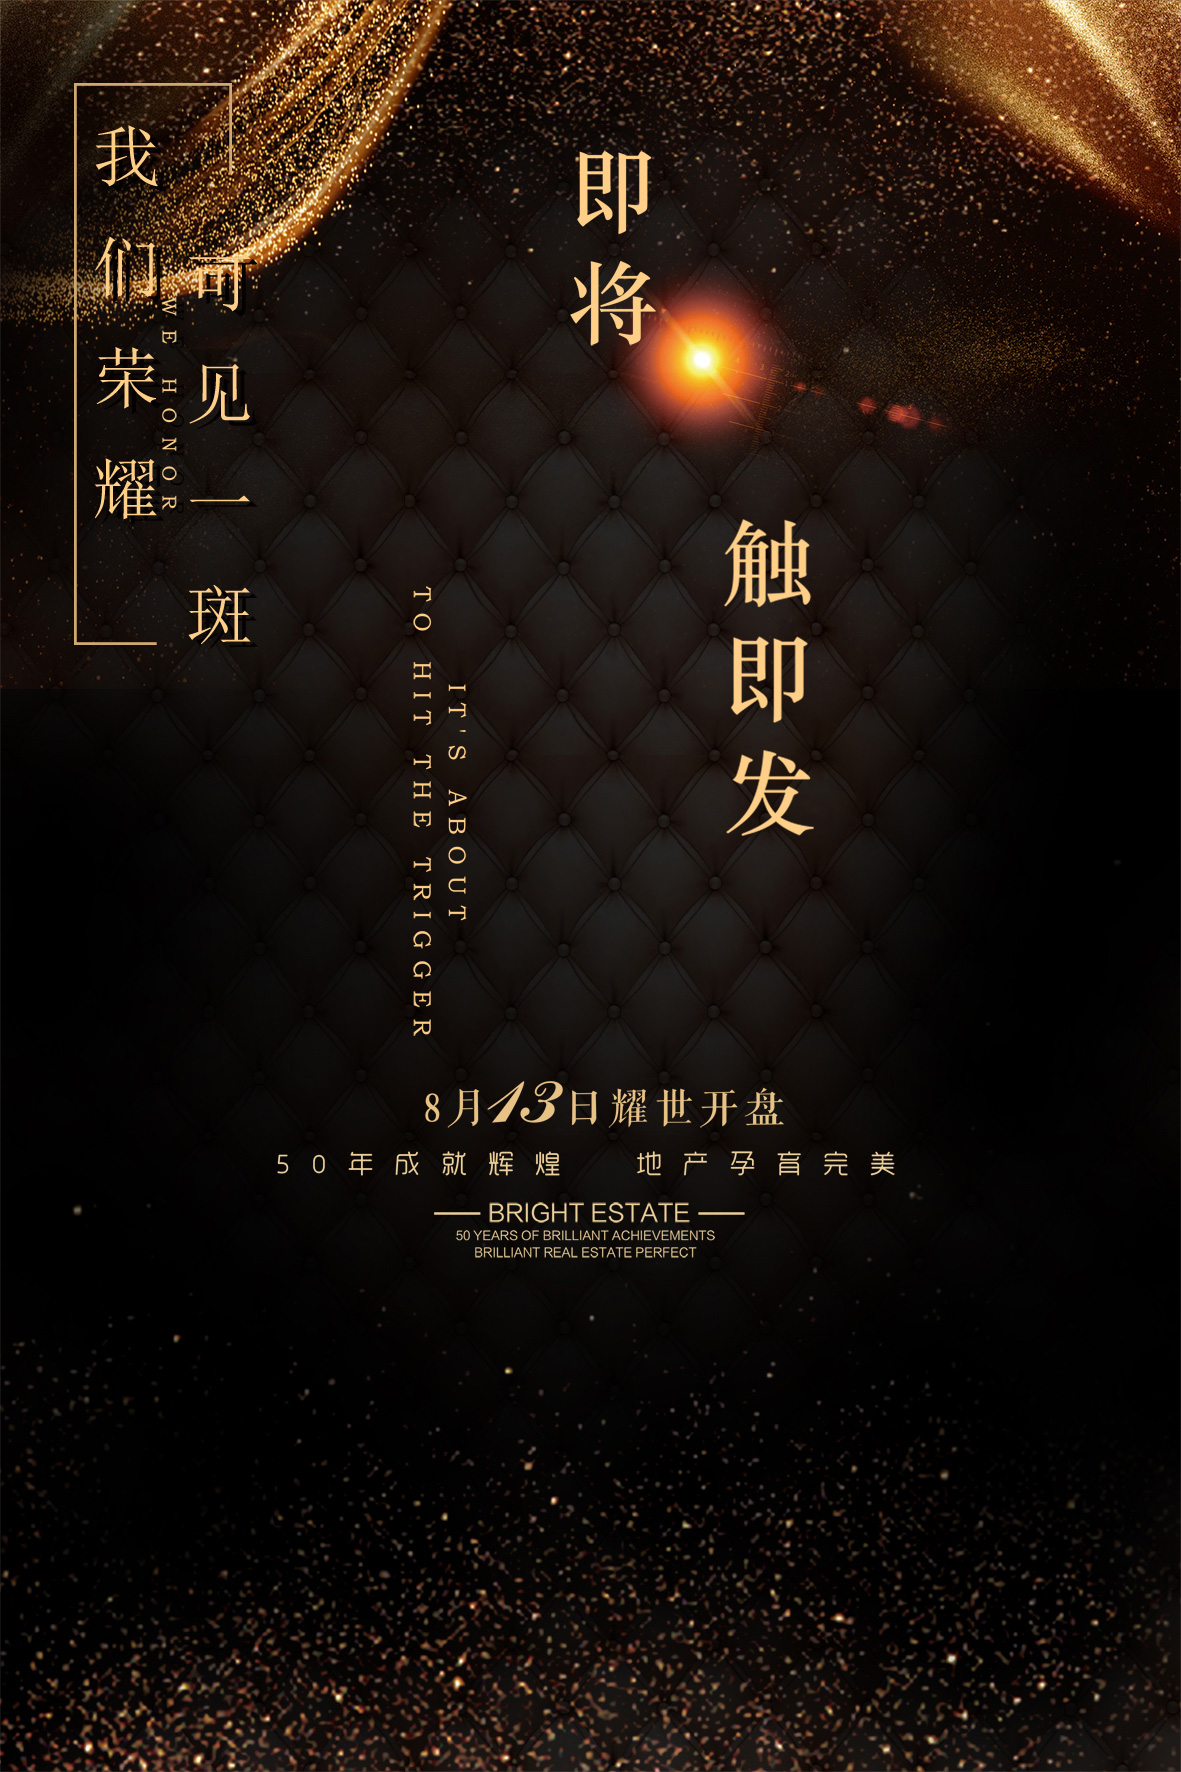 我们荣耀
WE HONOR
可见一斑
即将
触即发
IT'S ABOUT
TO HIT THE TRIGGER
8月13日耀世开盘
50年成就辉煌 地产孕育完美
BRIGHT ESTATE
50 YEARS OF BRILLIANT ACHIEVEMENTS
BRILLIANT REAL ESTATE PERFECT